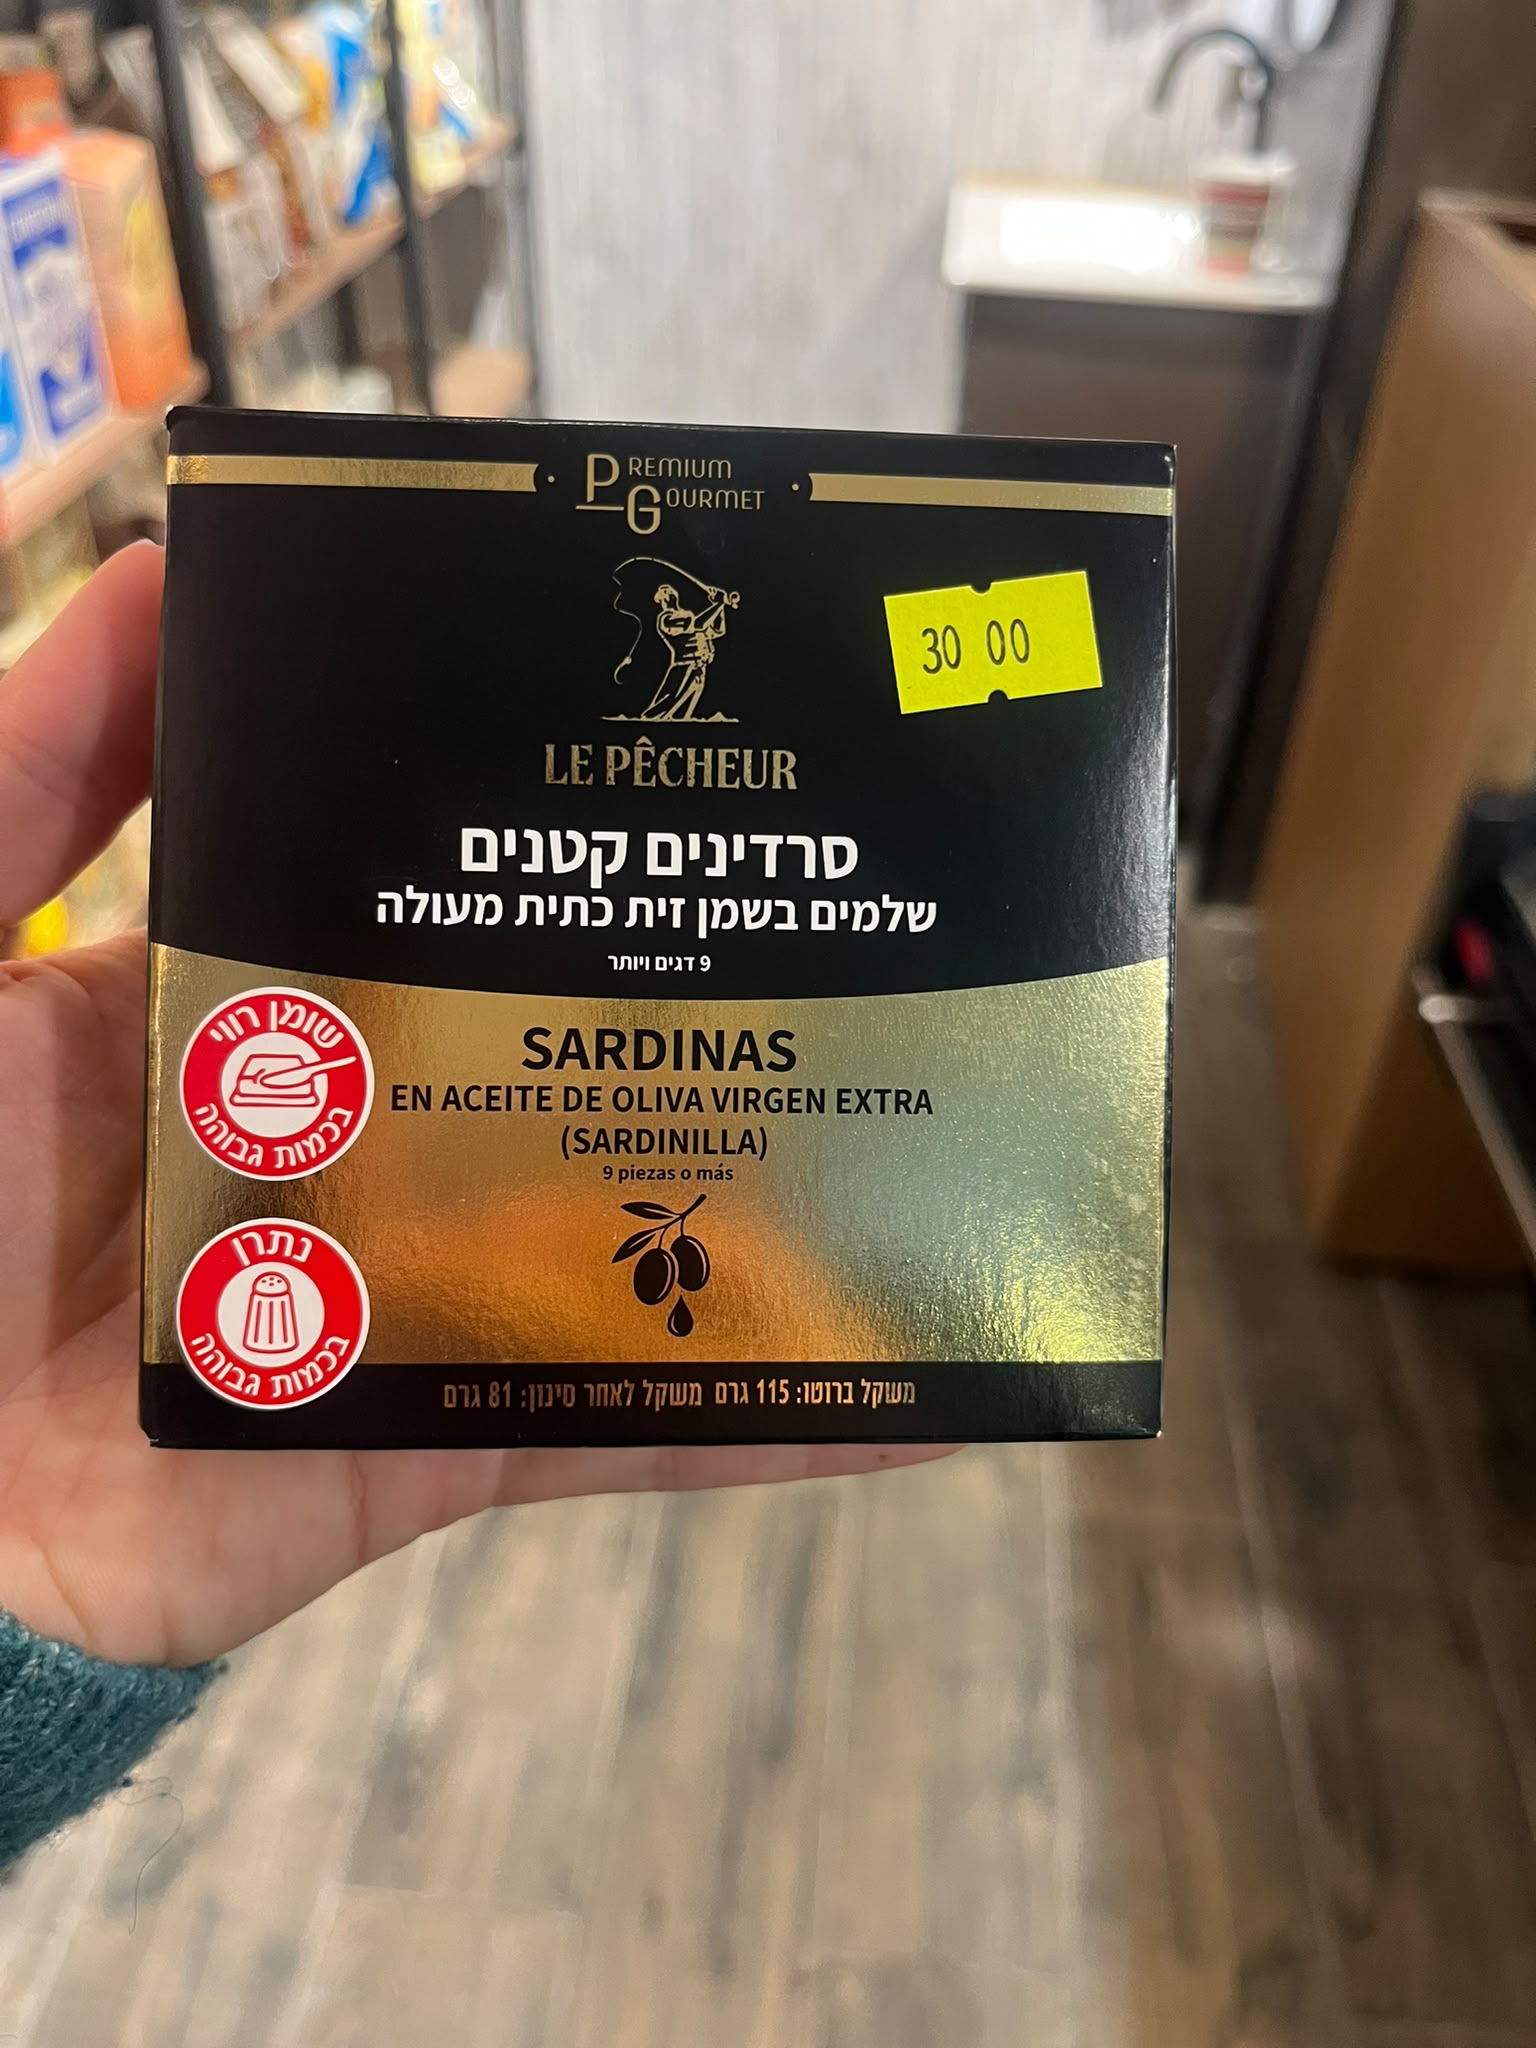 PREMIUM
GOURMET
30 00
LE PÊCHEUR
סרדינים קטנים
שלמים בשמן זית כתית מעולה
9 דגים ויותר
שומן רווי
בכמות גבוהה
SARDINAS
EN ACEITE DE OLIVA VIRGEN EXTRA
(SARDINILLA)
9 piezas o más
נתרן
בכמות גבוהה
משקל ברוטו: 115 גרם משקל לאחר סינון: 81 גרם